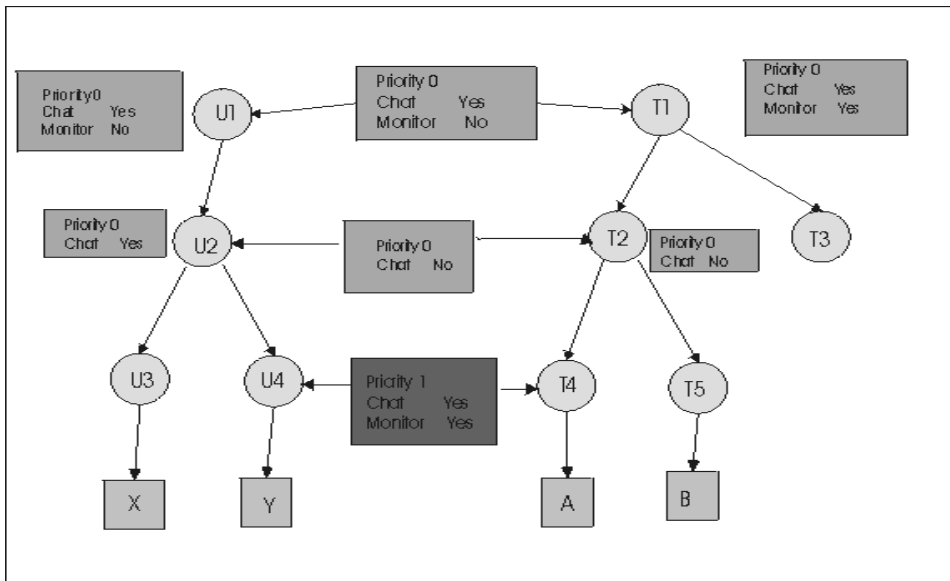 Priority 0
Chat Yes
Monitor No
U1
Priority 0
Chat Yes
Monitor No
T1
Priority 0
Chat Yes
Monitor Yes
Priority 0
Chat Yes
U2
Priority 0
Chat No
T2
Priority 0
Chat No
T3
U3
U4
Priority 1
Chat Yes
Monitor Yes
T4
T5
X
Y
A
B